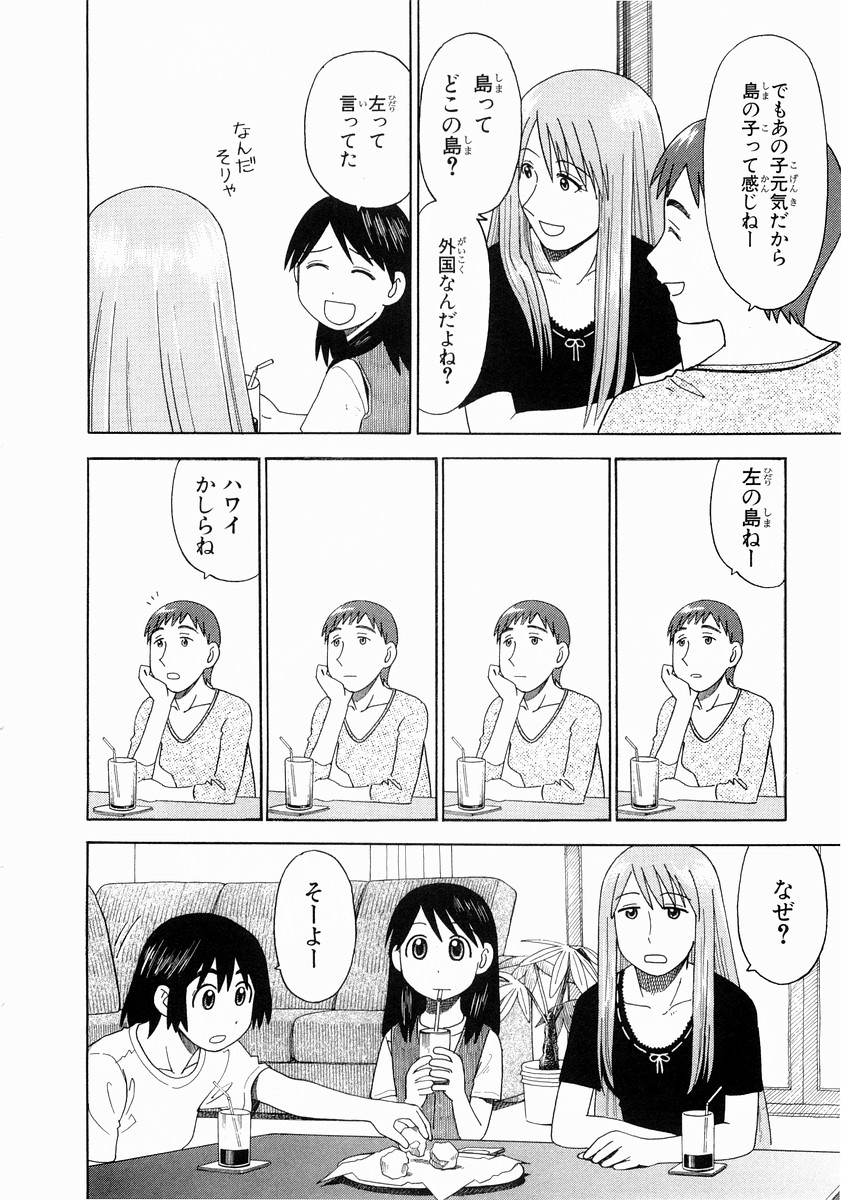 でもあの子元気だから
島の子って感じねー
島って
どこの島?
外国なんだよね?
左って
言ってた
なんだ
そりゃ
左の島ねー
ハワイ
かしらね
なぜ?
そーよー